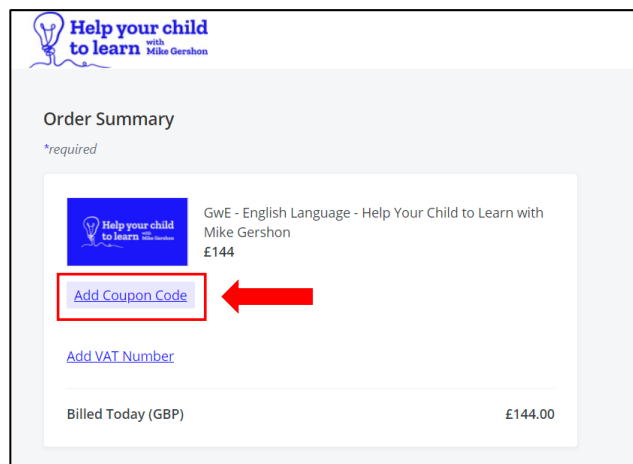 Help your child
to learn with Mike Gershon
Order Summary
*required
Help your child
to learn with Mike Gershon
GwE - English Language - Help Your Child to Learn with
Mike Gershon
£144
Add Coupon Code
Add VAT Number
Billed Today (GBP) £144.00